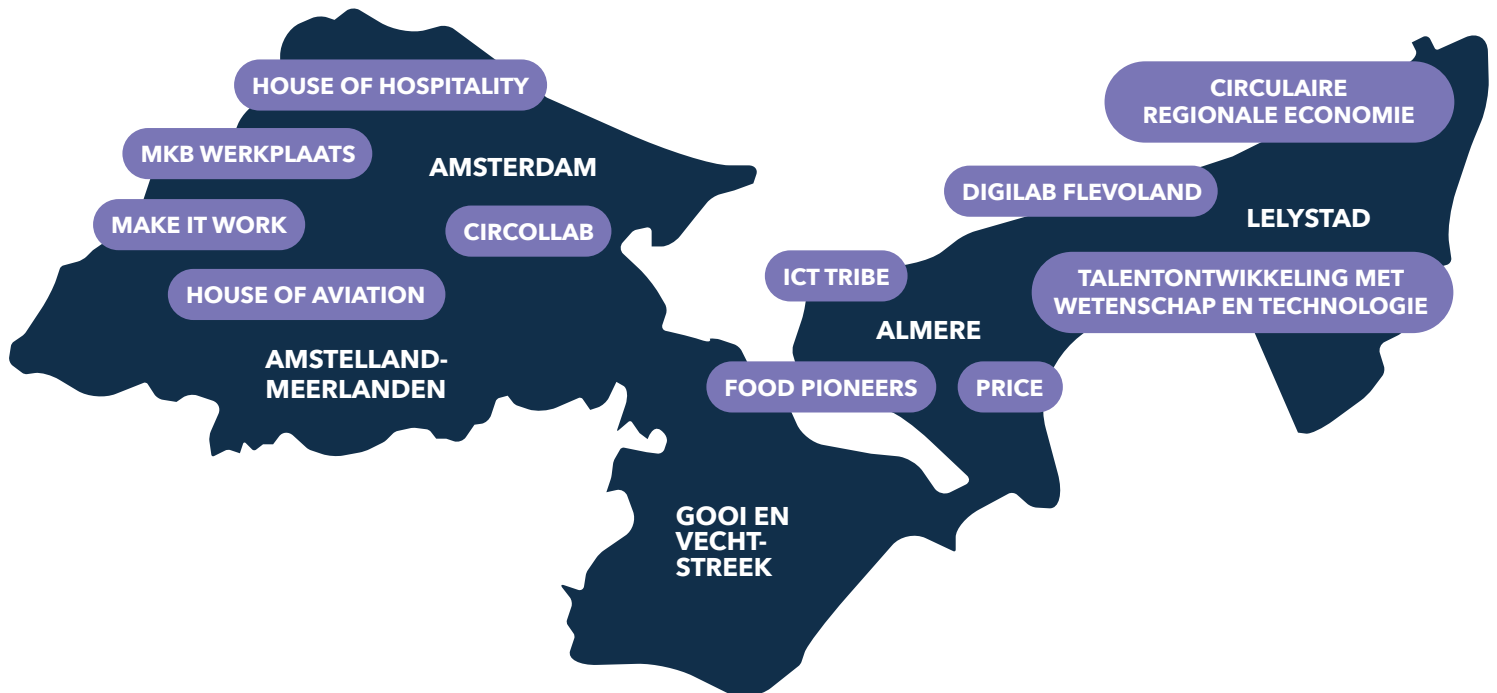 HOUSE OF HOSPITALITY
MKB WERKPLAATS
AMSTERDAM
MAKE IT WORK
CIRCOLLAB
HOUSE OF AVIATION
AMSTELLAND-
MEERLANDEN
CIRCULAIRE
REGIONALE ECONOMIE
DIGILAB FLEVOLAND
LELYSTAD
ICT TRIBE
TALENTONTWIKKELING MET
WETENSCHAP EN TECHNOLOGIE
ALMERE
FOOD PIONEERS
PRICE
GOOI EN
VECHT-
STREEK